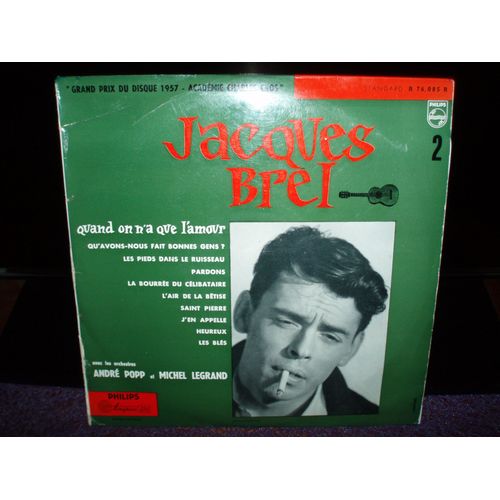 "GRAND PRIX DU DISQUE 1957 - ACADÉMIE CHARLES CROS"
STANDARD B 76.085 R
PHILIPS
2
Jacques
Brel
Quand on n'a que l'amour
QU'AVONS-NOUS FAIT BONNES GENS ?
LES PIEDS DANS LE RUISSEAU
PARDONS
LA BOURRÉE DU CÉLIBATAIRE
L'AIR DE LA BÊTISE
SAINT PIERRE
J'EN APPELLE
HEUREUX
LES BLÉS
avec les orchestres
ANDRÉ POPP et MICHEL LEGRAND
PHILIPS